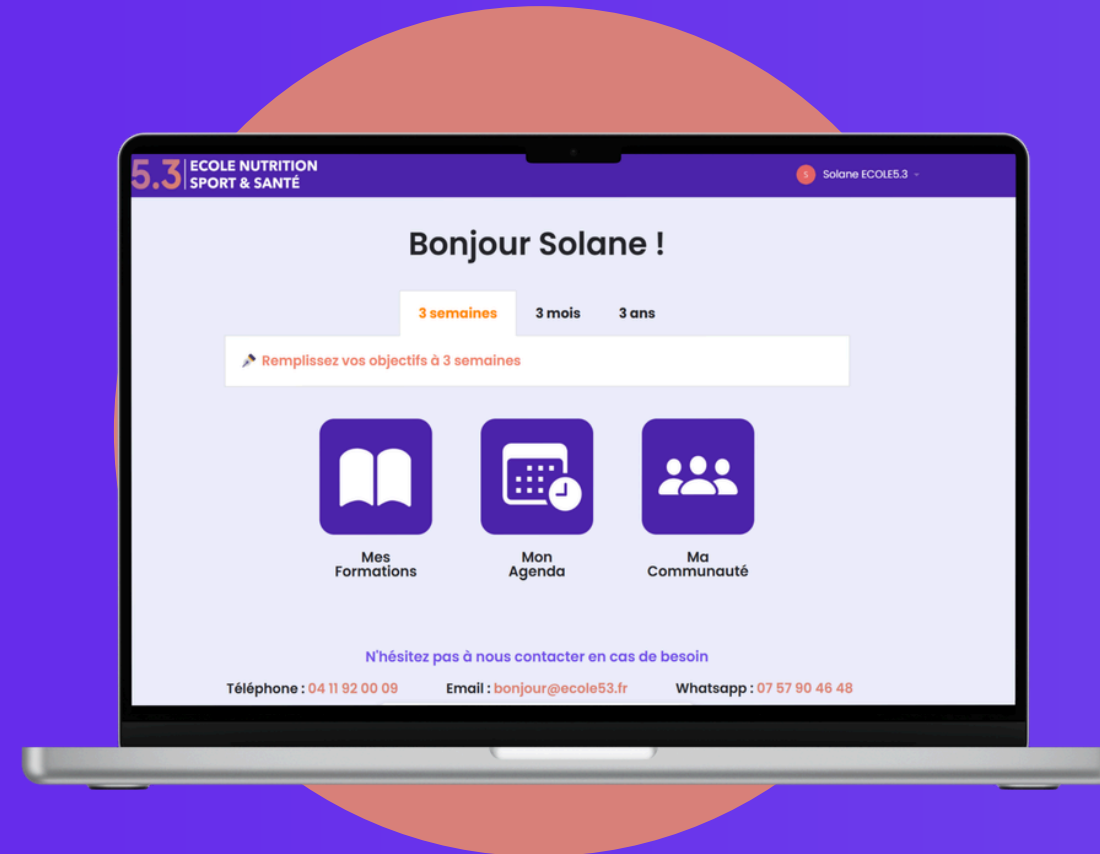 5.3 ECOLE NUTRITION
SPORT & SANTÉ
S Solane ECOLE5.3
Bonjour Solane !
3 semaines 3 mois 3 ans
Remplissez vos objectifs à 3 semaines
Mes
Formations
Mon
Agenda
Ma
Communauté
N'hésitez pas à nous contacter en cas de besoin
Téléphone : 04 11 92 00 09 Email : bonjour@ecole53.fr Whatsapp : 07 57 90 46 48